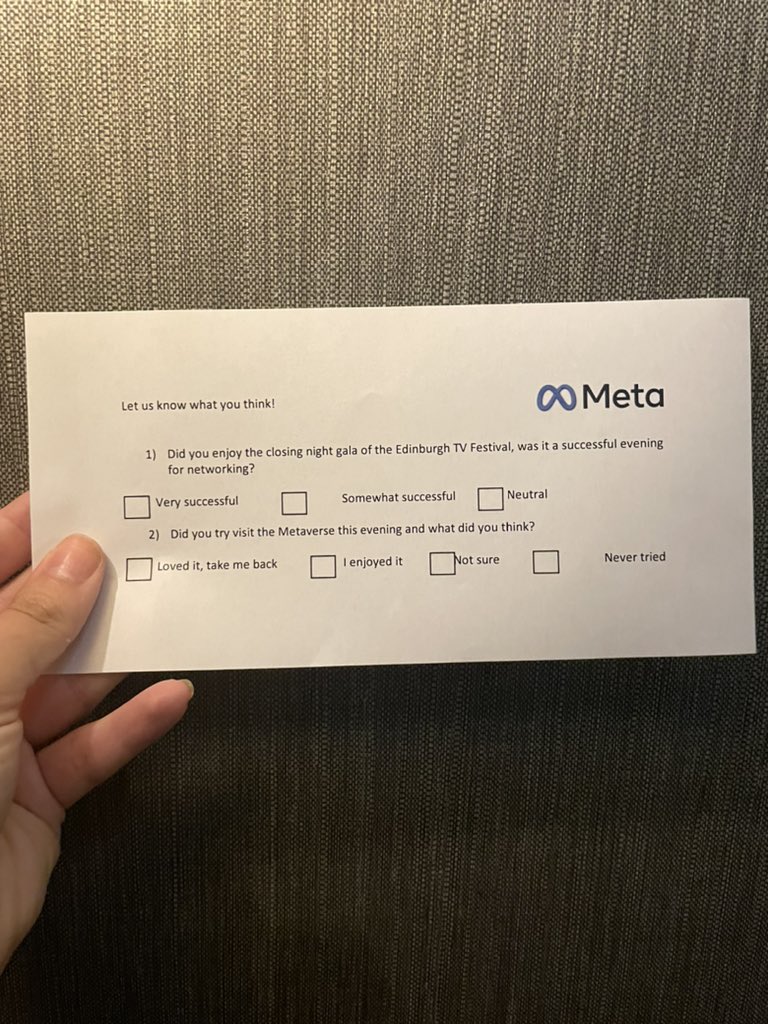 Let us know what you think!
Meta
1) Did you enjoy the closing night gala of the Edinburgh TV Festival, was it a successful evening
for networking?
Very successful Somewhat successful Neutral
2) Did you try visit the Metaverse this evening and what did you think?
Loved it, take me back I enjoyed it Not sure Never tried